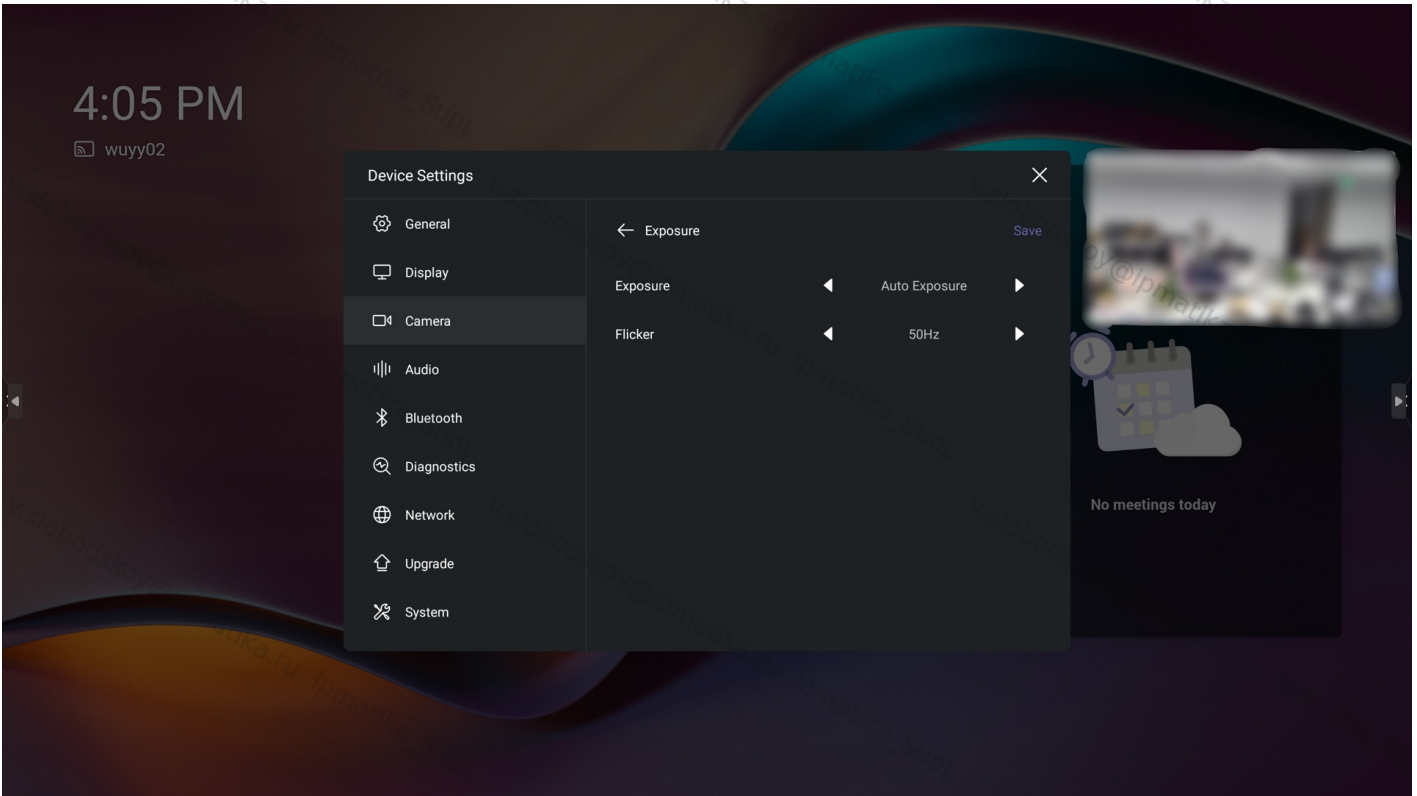 4:05 PM
wuyy02
Device Settings
General
Display
Camera
Audio
Bluetooth
Diagnostics
Network
Upgrade
System
Exposure
Save
Exposure
Auto Exposure
Flicker
50Hz
No meetings today